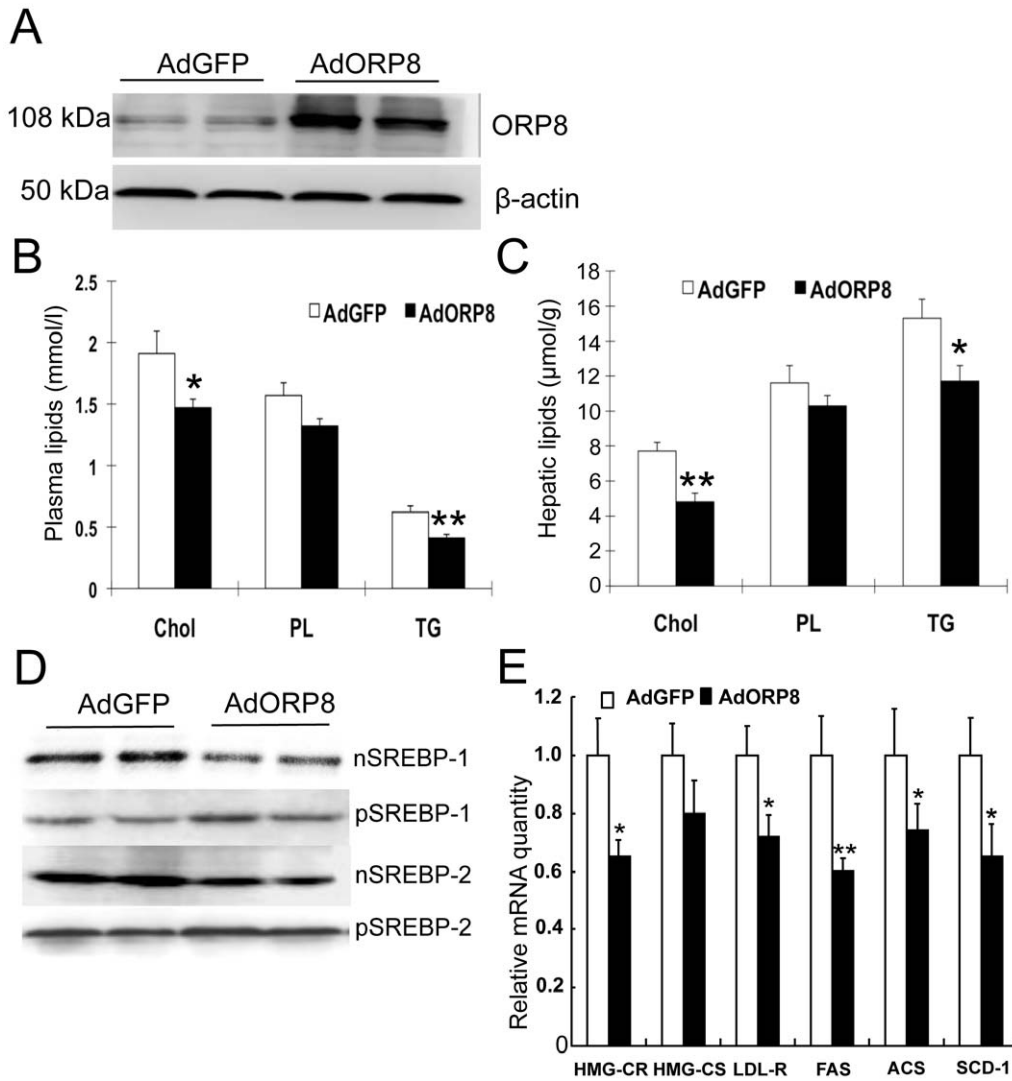 A
AdGFP AdORP8
108 kDa ORP8
50 kDa β-actin
B
Plasma lipids (mmol/l)
2.5
2
1.5
1
0.5
0
AdGFP AdORP8
*
**
Chol PL TG
C
Hepatic lipids (μmol/g)
18
16
14
12
10
8
6
4
2
0
AdGFP AdORP8
**
*
Chol PL TG
D
AdGFP AdORP8
nSREBP-1
pSREBP-1
nSREBP-2
pSREBP-2
E
Relative mRNA quantity
1.2
1.0
0.8
0.6
0.4
0.2
0
AdGFP AdORP8
*
*
**
*
*
HMG-CR HMG-CS LDL-R FAS ACS SCD-1